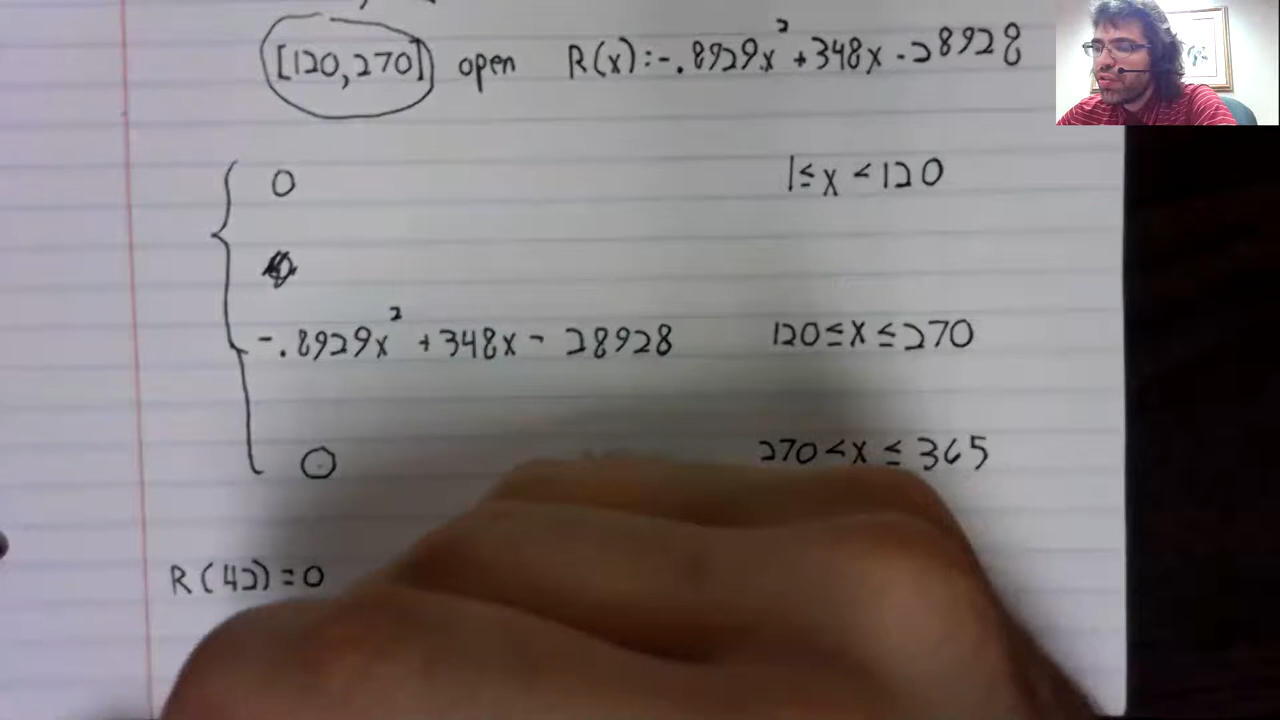 [120,270] open R(x):-.8929x²+348x-28928
0 1≤x<120
-.8929x²+348x-28928 120≤x≤270
0 270<x≤365
R(42)=0